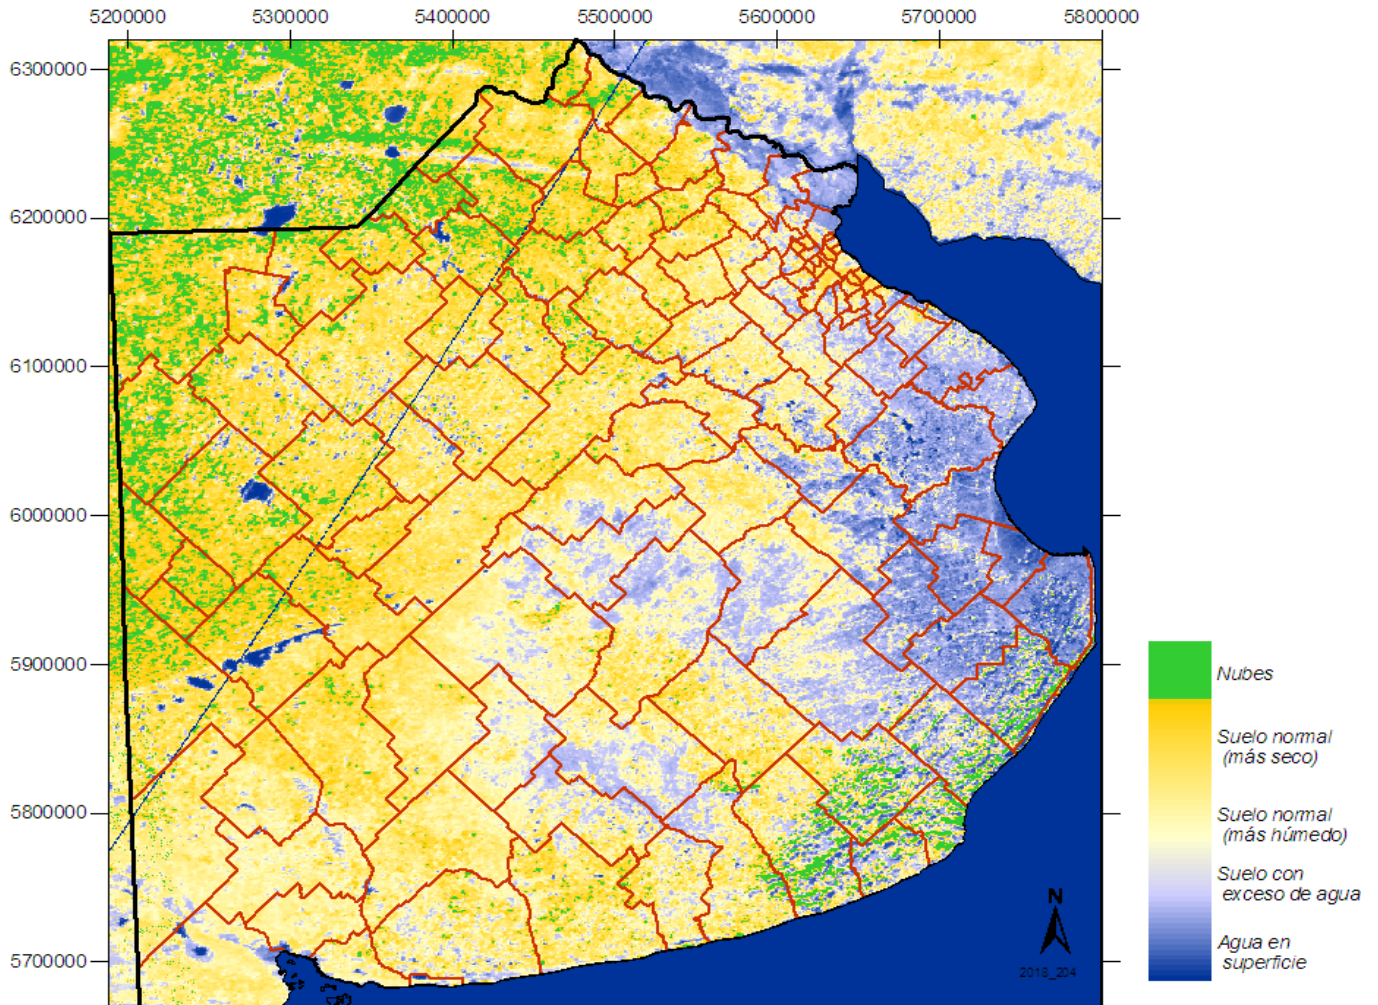 5200000 5300000 5400000 5500000 5600000 5700000 5800000
6300000
6200000
6100000
6000000
5900000
5800000
5700000
Nubes
Suelo normal
(más seco)
Suelo normal
(más númedo)
Suelo con
exceso de agua
Agua en
superficie
N
2018_204